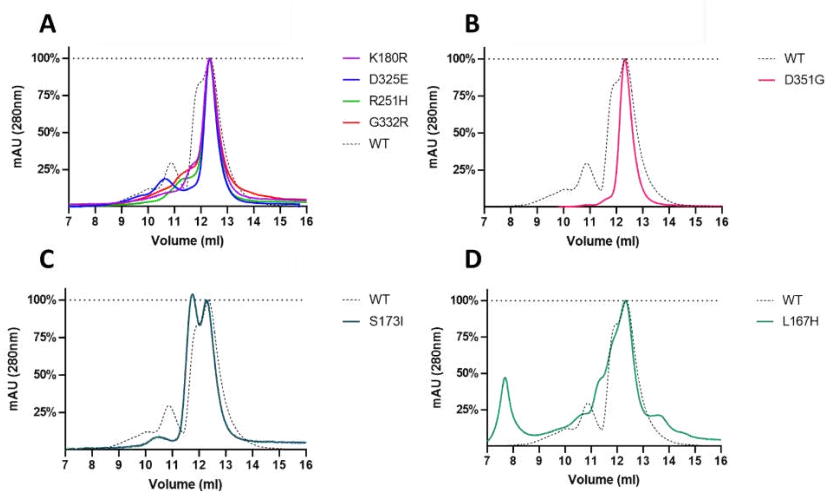 A
mAU (280nm)
100%
75%
50%
25%
7 8 9 10 11 12 13 14 15 16
Volume (ml)
K180R
D325E
R251H
G332R
WT
B
mAU (280nm)
100%
75%
50%
25%
7 8 9 10 11 12 13 14 15 16
Volume (ml)
WT
D351G
C
mAU (280nm)
100%
75%
50%
25%
7 8 9 10 11 12 13 14 15 16
Volume (ml)
WT
S173I
D
mAU (280nm)
100%
75%
50%
25%
7 8 9 10 11 12 13 14 15 16
Volume (ml)
WT
L167H